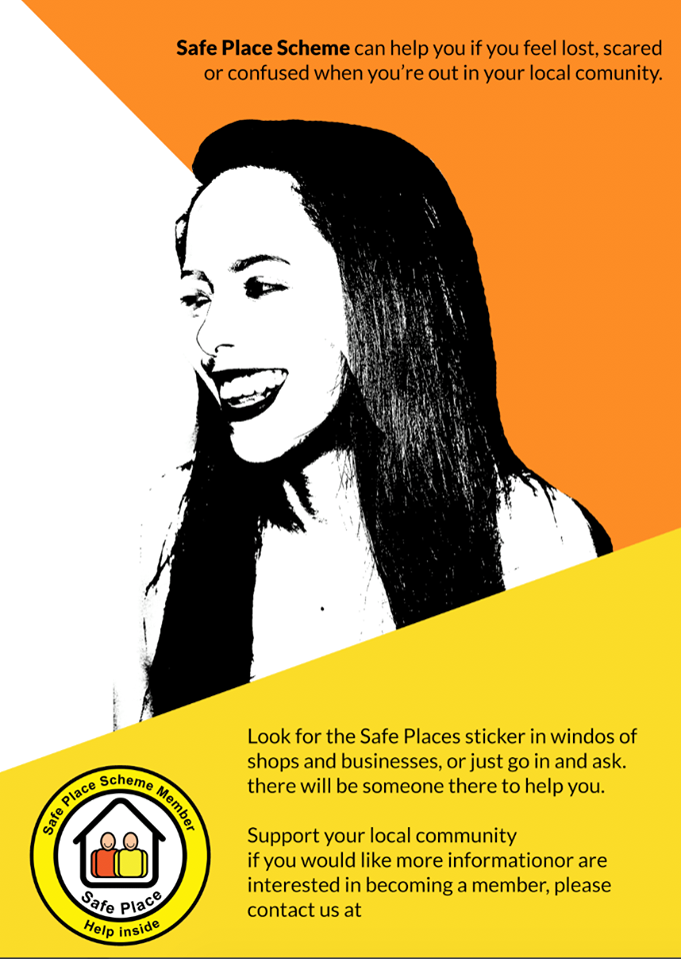 Safe Place Scheme can help you if you feel lost, scared
or confused when you’re out in your local comunity.
Look for the Safe Places sticker in windos of
shops and businesses, or just go in and ask.
there will be someone there to help you.
Support your local community
if you would like more informationor are
interested in becoming a member, please
contact us at
Safe Place Scheme Member
Safe Place
Help inside